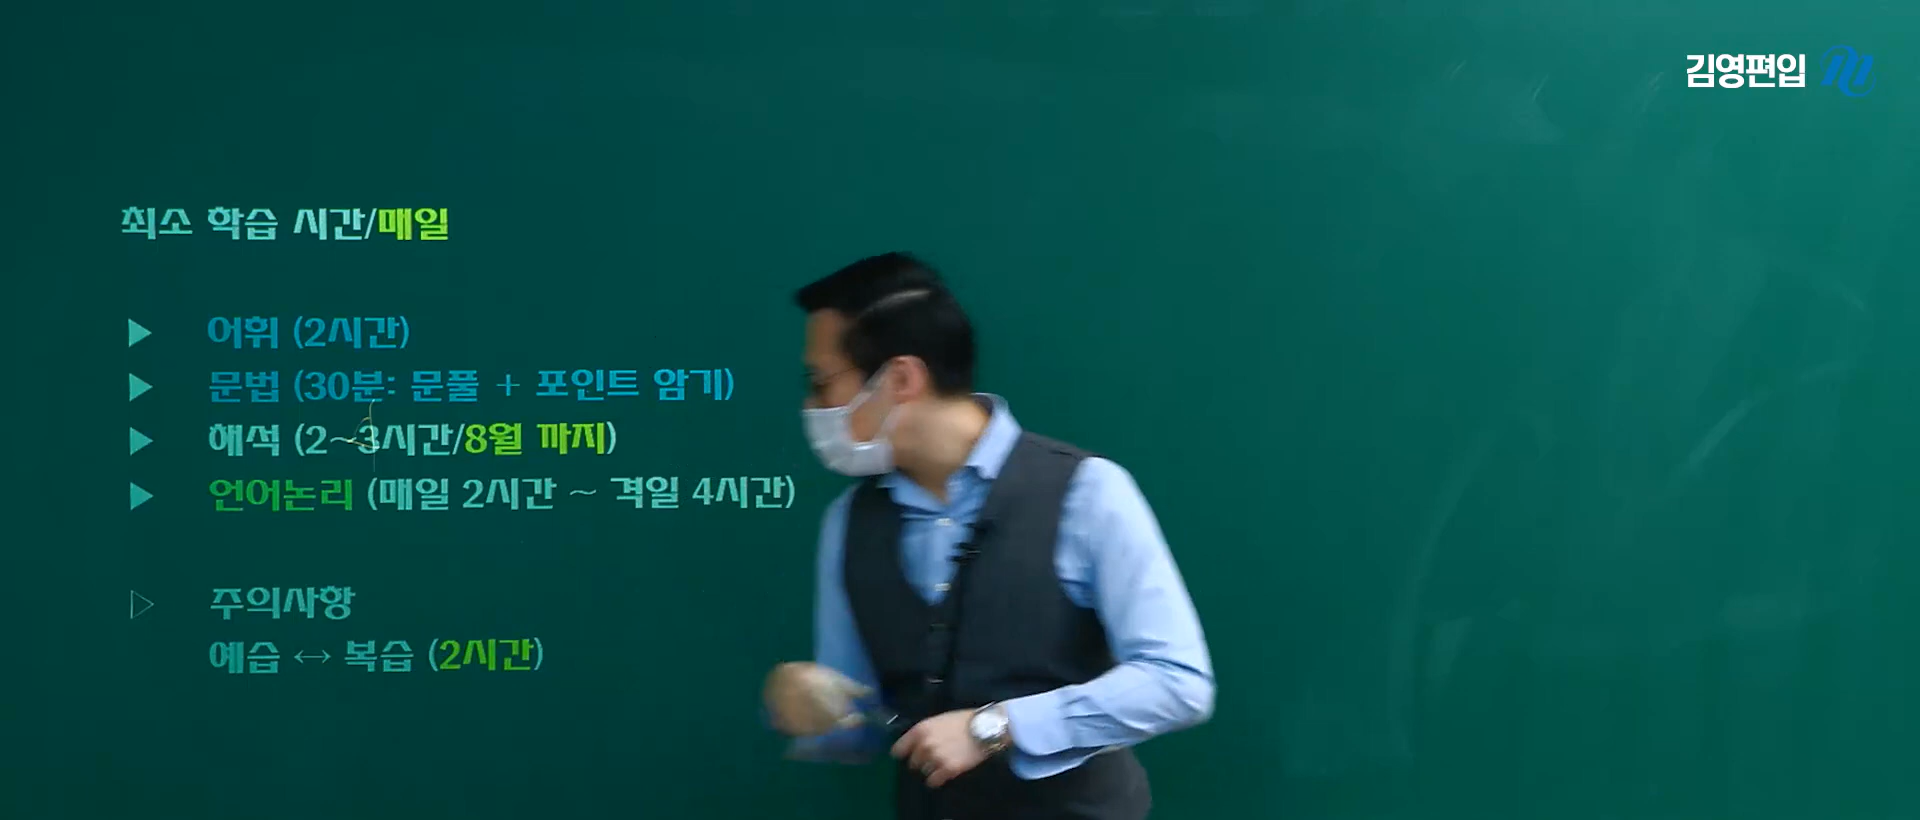 김영편입
최소 학습 시간/매일
▶ 어휘 (2시간)
▶ 문법 (30분: 문풀 + 포인트 암기)
▶ 해석 (2~3시간/8월 까지)
▶ 언어논리 (매일 2시간 ~ 격일 4시간)
▷ 주의사항
예습 ↔ 복습 (2시간)